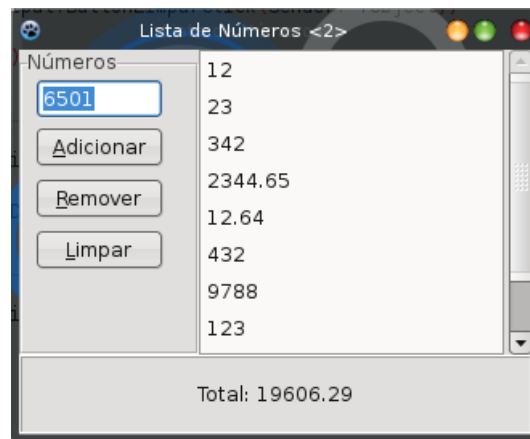 Lista de Números <2>
Números
6501
Adicionar
Remover
Limpar
12
23
342
2344.65
12.64
432
9788
123
Total: 19606.29